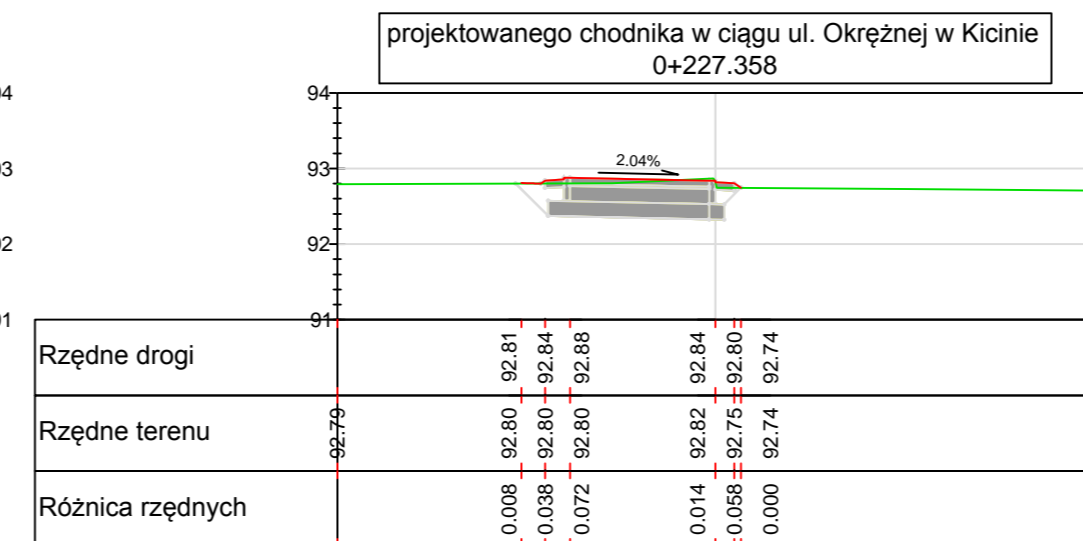 projektowanego chodnika w ciągu ul. Okrężnej w Kicinie
0+227.358
94
93
92
91
2.04%
Rzędne drogi
92.81 92.84 92.88 92.84 92.80 92.74
Rzędne terenu
92.79 92.80 92.80 92.80 92.82 92.75 92.74
Różnica rzędnych
0.008 0.038 0.072 0.014 0.058 0.000